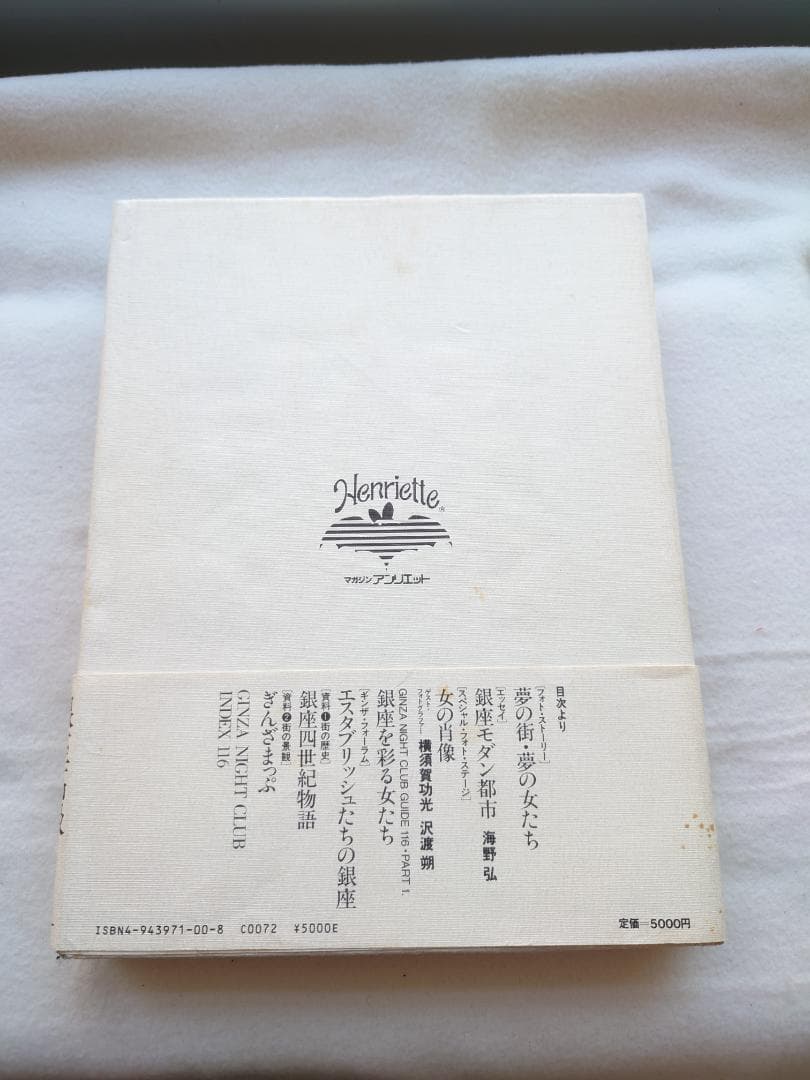 Henriette®
マガジンアンリエット
目次より
[フォト・ストーリー]
夢の街・夢の女たち
[エッセイ]
銀座モダン都市 海野 弘
[スペシャル・フォト・ステージ]
女の肖像
ゲスト・フォトグラファー 横須賀功光 沢渡 朔
GINZA NIGHT CLUB GUIDE 116・PART 1.
銀座を彩る女たち
[ギンザ・フォーラム]
エスタブリッシュたちの銀座
[資料❶街の歴史]
銀座四世紀物語
[資料❷街の景観]
ぎんざまっぷ
GINZA NIGHT CLUB
INDEX 116
ISBN4-943971-00-8 C0072 ¥5000E
定価=5000円